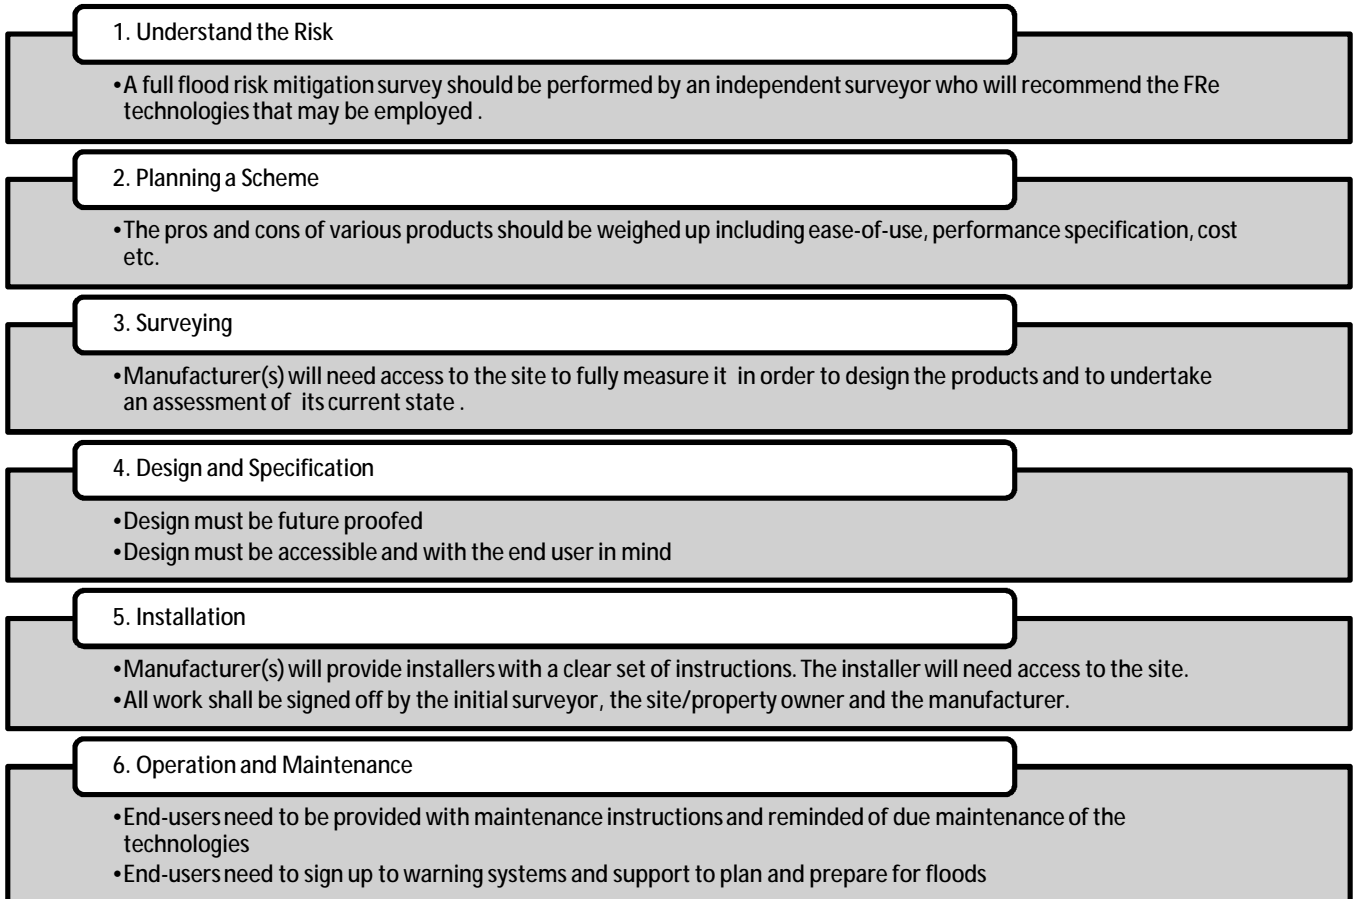 1. Understand the Risk
•A full flood risk mitigation survey should be performed by an independent surveyor who will recommend the FRe
technologies that may be employed .
2. Planning a Scheme
•The pros and cons of various products should be weighed up including ease-of-use, performance specification, cost
etc.
3. Surveying
•Manufacturer(s) will need access to the site to fully measure it in order to design the products and to undertake
an assessment of its current state .
4. Design and Specification
•Design must be future proofed
•Design must be accessible and with the end user in mind
5. Installation
•Manufacturer(s) will provide installers with a clear set of instructions. The installer will need access to the site.
•All work shall be signed off by the initial surveyor, the site/property owner and the manufacturer.
6. Operation and Maintenance
•End-users need to be provided with maintenance instructions and reminded of due maintenance of the
technologies
•End-users need to sign up to warning systems and support to plan and prepare for floods